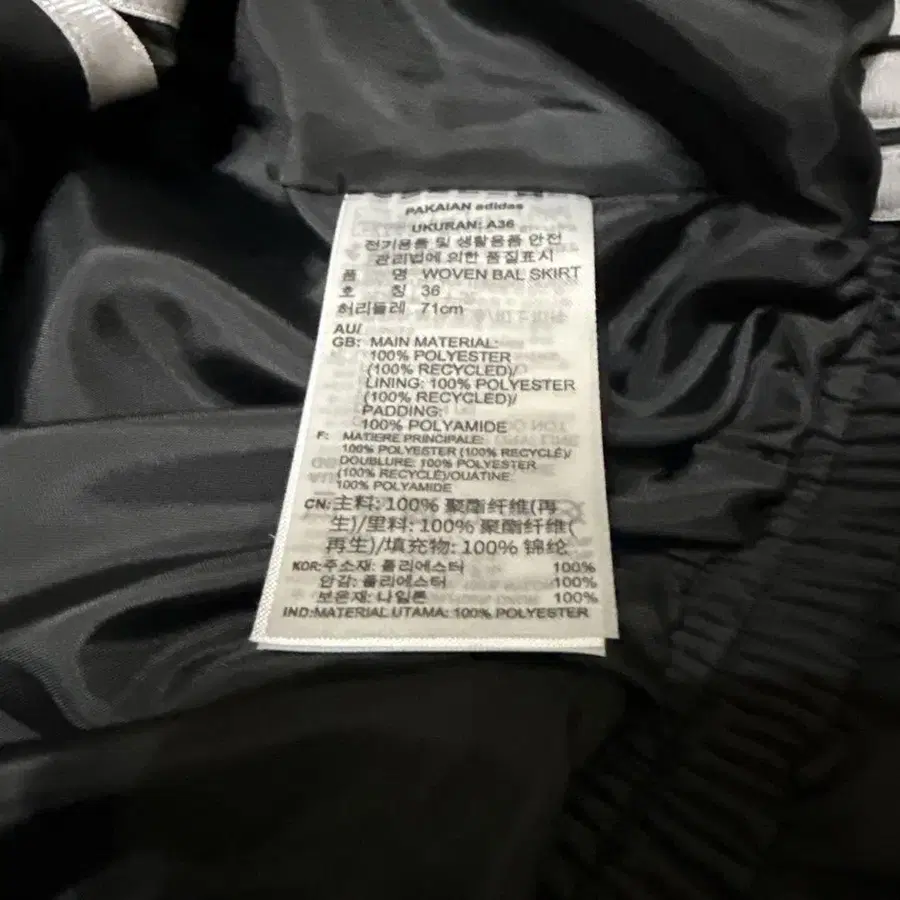 PAKAIAN adidas
UKURAN: A36
전기용품 및 생활용품 안전
관리법에 의한 품질표시
품 명 WOVEN BAL SKIRT
호 칭 36
허리둘레 71cm
AU/
GB: MAIN MATERIAL:
100% POLYESTER
(100% RECYCLED)/
LINING: 100% POLYESTER
(100% RECYCLED)/
PADDING:
100% POLYAMIDE
F: MATIERE PRINCIPALE:
100% POLYESTER (100% RECYCLÉ)/
DOUBLURE: 100% POLYESTER
(100% RECYCLÉ)/OUATINE:
100% POLYAMIDE
CN: 主料: 100% 聚酯纤维(再
生)/里料: 100% 聚酯纤维(
再生)/填充物: 100% 锦纶
KOR: 주소재: 폴리에스터 100%
안감: 폴리에스터 100%
보온재: 나일론 100%
IND: MATERIAL UTAMA: 100% POLYESTER